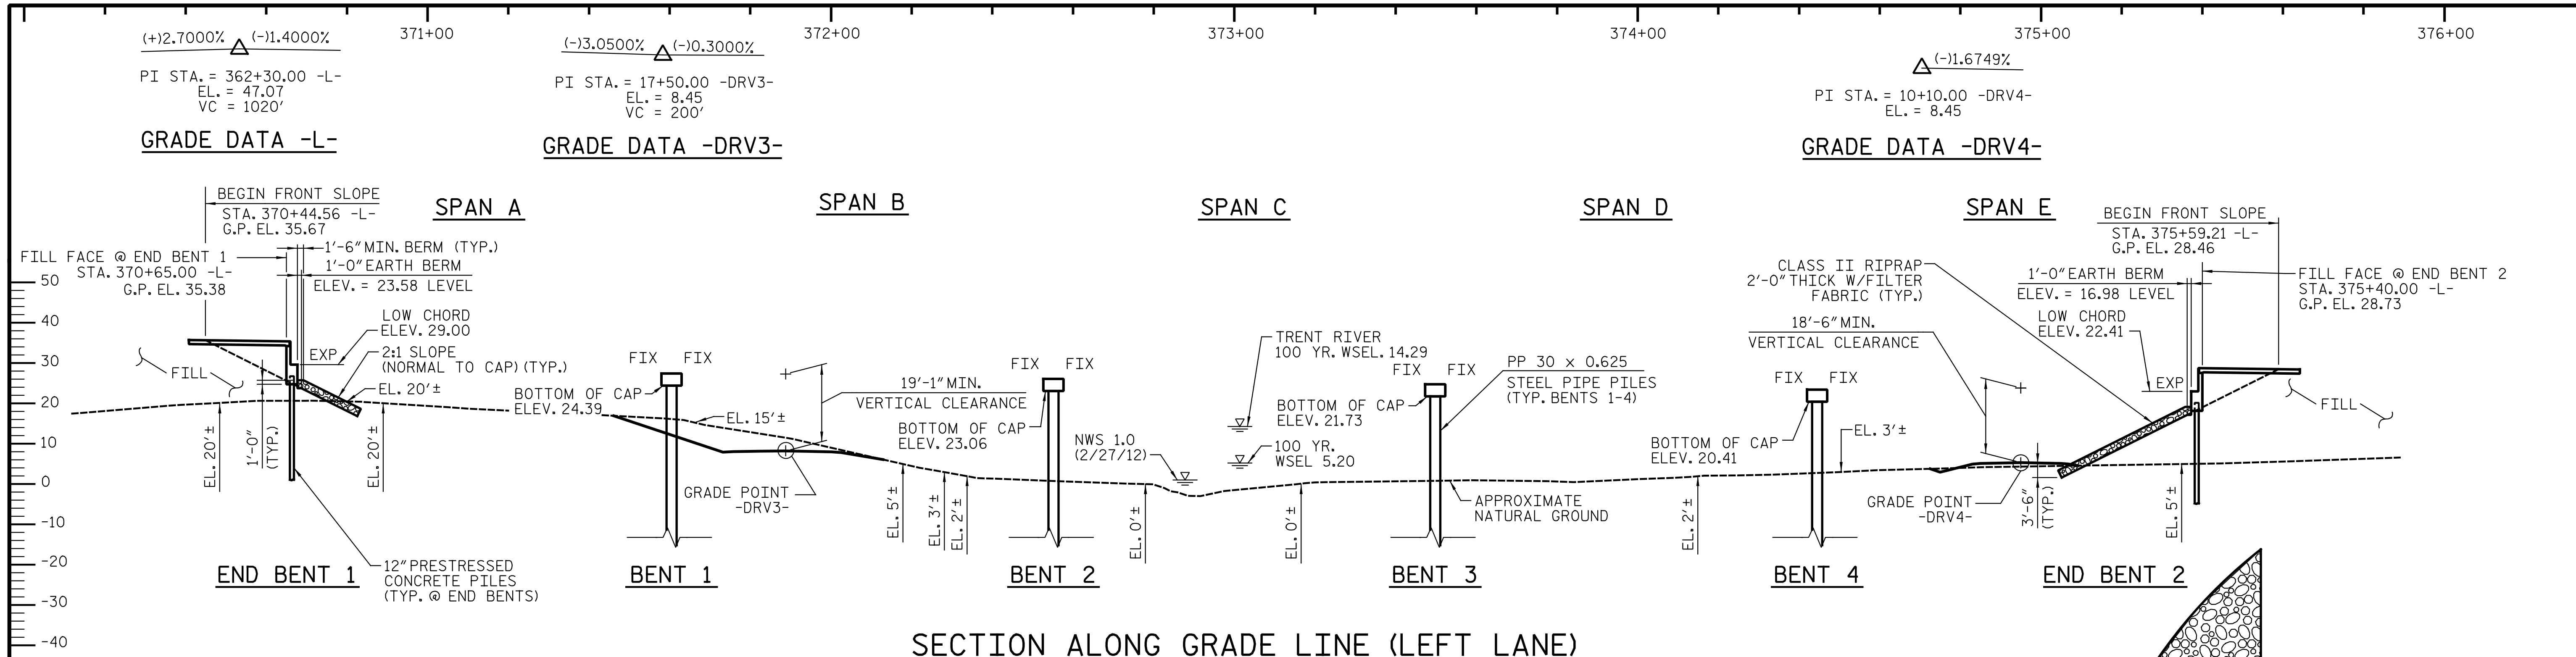 371+00
372+00
373+00
374+00
375+00
376+00
(+)2.7000% (-)1.4000%
PI STA. = 362+30.00 -L-
EL. = 47.07
VC = 1020'
GRADE DATA -L-
(-)3.0500% (-)0.3000%
PI STA. = 17+50.00 -DRV3-
EL. = 8.45
VC = 200'
GRADE DATA -DRV3-
(-)1.6749%
PI STA. = 10+10.00 -DRV4-
EL. = 8.45
GRADE DATA -DRV4-
SPAN A
SPAN B
SPAN C
SPAN D
SPAN E
BEGIN FRONT SLOPE
STA. 370+44.56 -L-
G.P. EL. 35.67
1'-6" MIN. BERM (TYP.)
FILL FACE @ END BENT 1
STA. 370+65.00 -L-
G.P. EL. 35.38
1'-0" EARTH BERM
ELEV. = 23.58 LEVEL
LOW CHORD
ELEV. 29.00
EXP
2:1 SLOPE
(NORMAL TO CAP) (TYP.)
FILL
EL. 20'±
EL. 20'±
1'-0"
(TYP.)
EL. 20'±
50
40
30
20
10
0
-10
-20
-30
-40
12" PRESTRESSED
CONCRETE PILES
(TYP. @ END BENTS)
END BENT 1
FIX FIX
BOTTOM OF CAP
ELEV. 24.39
EL. 15'±
BENT 1
19'-1" MIN.
VERTICAL CLEARANCE
GRADE POINT
-DRV3-
EL. 5'±
EL. 3'±
EL. 2'±
FIX FIX
BOTTOM OF CAP
ELEV. 23.06
BENT 2
NWS 1.0
(2/27/12)
EL. 0'±
TRENT RIVER
100 YR. WSEL. 14.29
100 YR.
WSEL 5.20
EL. 0'±
FIX FIX
BOTTOM OF CAP
ELEV. 21.73
PP 30 x 0.625
STEEL PIPE PILES
(TYP. BENTS 1-4)
APPROXIMATE
NATURAL GROUND
BENT 3
EL. 2'±
FIX FIX
BOTTOM OF CAP
ELEV. 20.41
EL. 3'±
BENT 4
CLASS II RIPRAP
2'-0" THICK W/FILTER
FABRIC (TYP.)
18'-6" MIN.
VERTICAL CLEARANCE
GRADE POINT
-DRV4-
3'-6"
(TYP.)
BEGIN FRONT SLOPE
STA. 375+59.21 -L-
G.P. EL. 28.46
1'-0" EARTH BERM
ELEV. = 16.98 LEVEL
LOW CHORD
ELEV. 22.41
EXP
FILL FACE @ END BENT 2
STA. 375+40.00 -L-
G.P. EL. 28.73
FILL
EL. 5'±
END BENT 2
SECTION ALONG GRADE LINE (LEFT LANE)